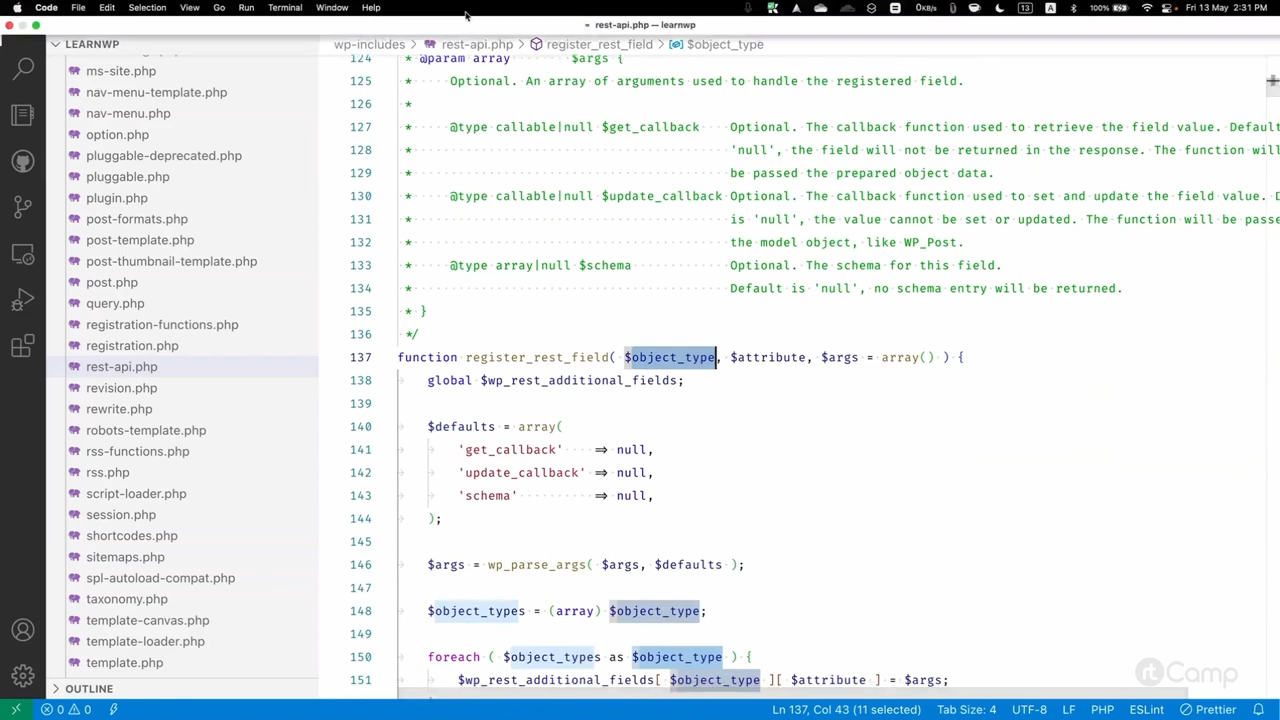 Code File Edit Selection View Go Run Terminal Window Help 0KB/s 13 A 100% Fri 13 May 2:31 PM
rest-api.php — learnwp
LEARNWP
wp-includes > rest-api.php > register_rest_field > $object_type
ms-site.php
nav-menu-template.php
nav-menu.php
option.php
pluggable-deprecated.php
pluggable.php
plugin.php
post-formats.php
post-template.php
post-thumbnail-template.php
post.php
query.php
registration-functions.php
registration.php
rest-api.php
revision.php
rewrite.php
robots-template.php
rss-functions.php
rss.php
script-loader.php
session.php
shortcodes.php
sitemaps.php
spl-autoload-compat.php
taxonomy.php
template-canvas.php
template-loader.php
template.php
OUTLINE
124 * @param array $args {
125 * Optional. An array of arguments used to handle the registered field.
126 *
127 * @type callable|null $get_callback Optional. The callback function used to retrieve the field value. Default
128 * 'null', the field will not be returned in the response. The function will
129 * be passed the prepared object data.
130 * @type callable|null $update_callback Optional. The callback function used to set and update the field value. D
131 * is 'null', the value cannot be set or updated. The function will be passe
132 * the model object, like WP_Post.
133 * @type array|null $schema Optional. The schema for this field.
134 * Default is 'null', no schema entry will be returned.
135 * }
136 */
137 function register_rest_field( $object_type, $attribute, $args = array() ) {
138 global $wp_rest_additional_fields;
139
140 $defaults = array(
141 'get_callback' => null,
142 'update_callback' => null,
143 'schema' => null,
144 );
145
146 $args = wp_parse_args( $args, $defaults );
147
148 $object_types = (array) $object_type;
149
150 foreach ( $object_types as $object_type ) {
151 $wp_rest_additional_fields[ $object_type ][ $attribute ] = $args;
rtCamp
0 0 Ln 137, Col 43 (11 selected) Tab Size: 4 UTF-8 LF PHP ESLint Prettier